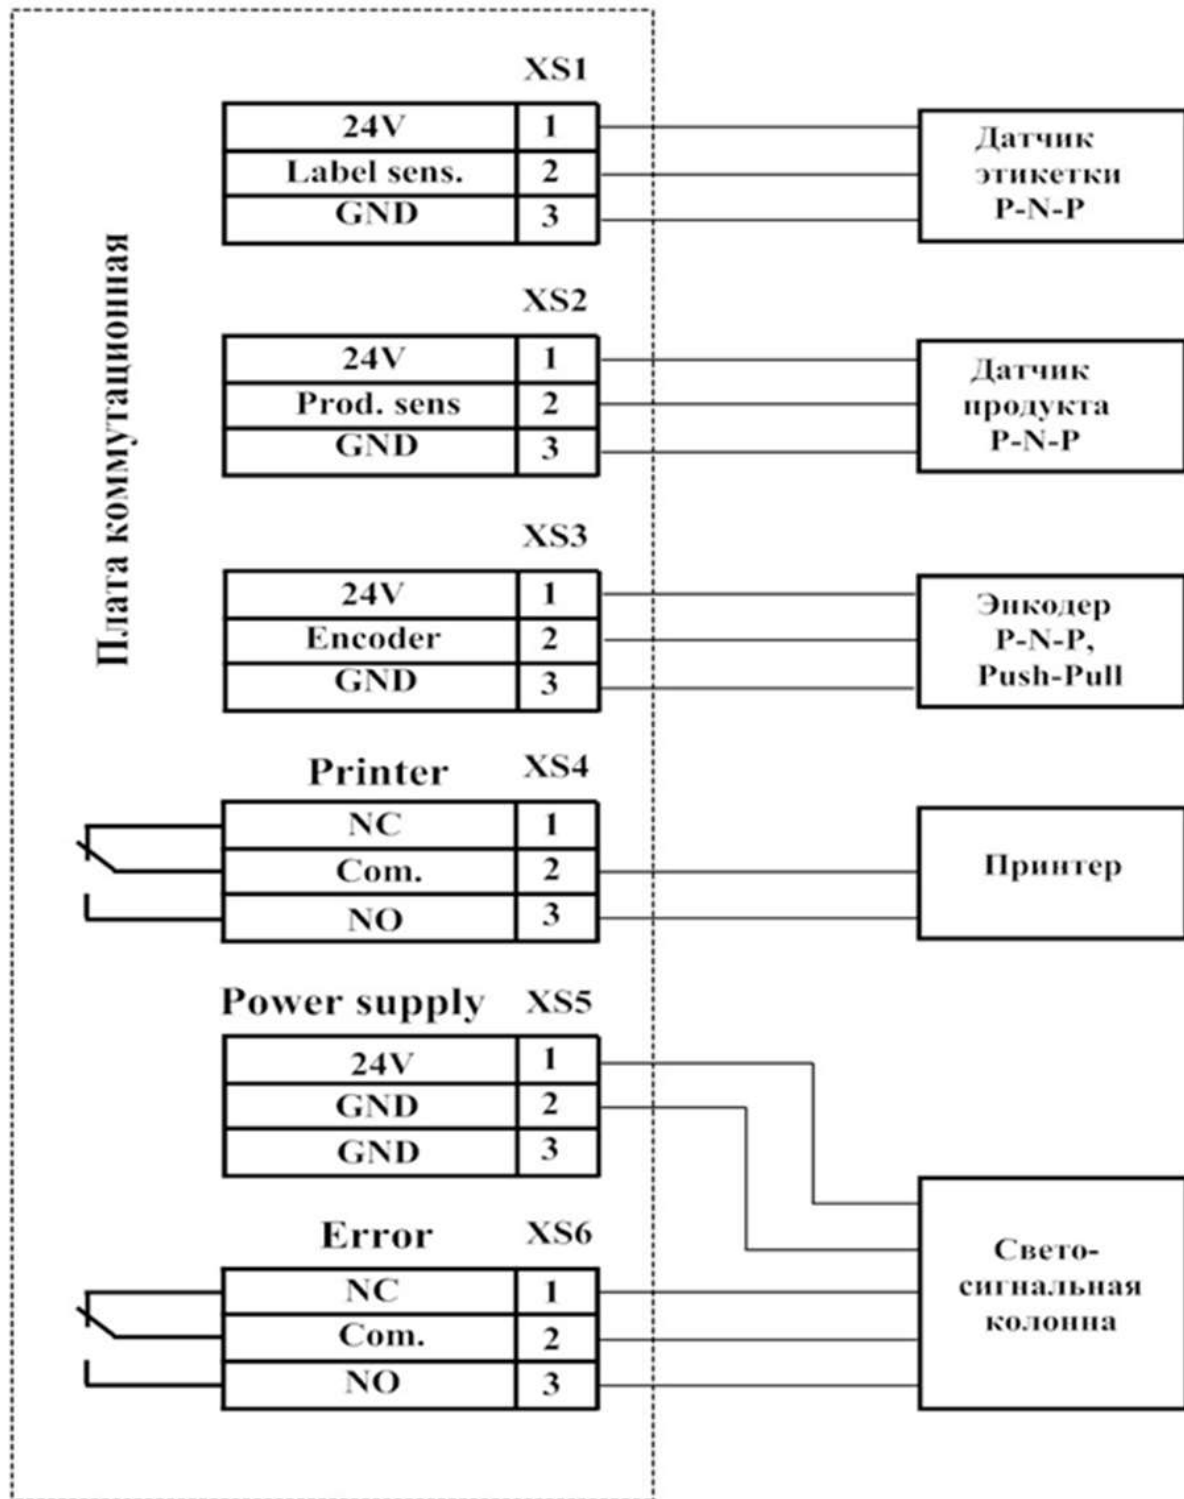 Плата коммутационная
XS1
24V 1
Label sens. 2
GND 3
Датчик
этикетки
P-N-P
XS2
24V 1
Prod. sens 2
GND 3
Датчик
продукта
P-N-P
XS3
24V 1
Encoder 2
GND 3
Энкодер
P-N-P,
Push-Pull
Printer XS4
NC 1
Com. 2
NO 3
Принтер
Power supply XS5
24V 1
GND 2
GND 3
Error XS6
NC 1
Com. 2
NO 3
Свето-
сигнальная
колонна